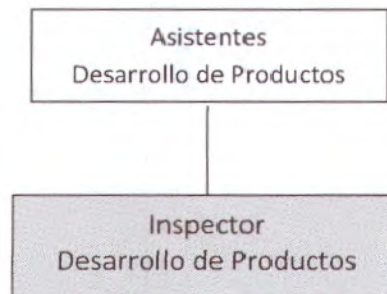 Asistentes
Desarrollo de Productos
Inspector
Desarrollo de Productos